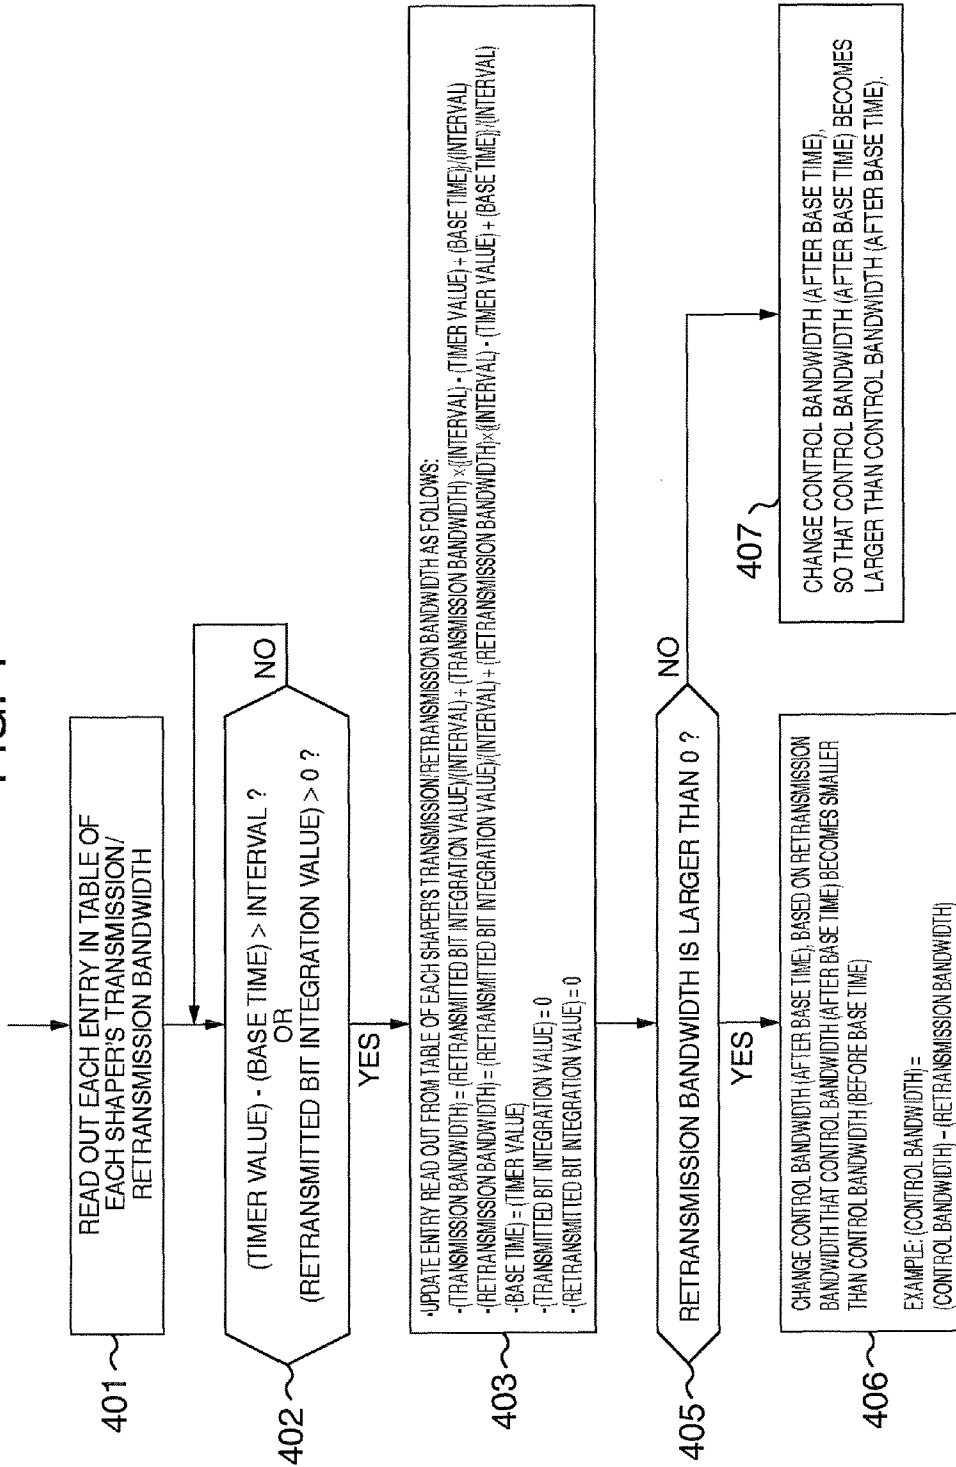 401
READ OUT EACH ENTRY IN TABLE OF
EACH SHAPER'S TRANSMISSION/
RETRANSMISSION BANDWIDTH
402
(TIMER VALUE) - (BASE TIME) > INTERVAL ?
OR
(RETRANSMITTED BIT INTEGRATION VALUE) > 0 ?
NO
YES
403
•UPDATE ENTRY READ OUT FROM TABLE OF EACH SHAPER'S TRANSMISSION/RETRANSMISSION BANDWIDTH AS FOLLOWS:
•(TRANSMISSION BANDWIDTH) = (RETRANSMITTED BIT INTEGRATION VALUE)/(INTERVAL) + (TRANSMISSION BANDWIDTH) ×((INTERVAL) - (TIMER VALUE) + (BASE TIME))/(INTERVAL)
•(RETRANSMISSION BANDWIDTH) = (RETRANSMITTED BIT INTEGRATION VALUE)/(INTERVAL) + (RETRANSMISSION BANDWIDTH)×((INTERVAL) - (TIMER VALUE) + (BASE TIME))/(INTERVAL)
•(BASE TIME) = (TIMER VALUE)
•(TRANSMITTED BIT INTEGRATION VALUE) = 0
•(RETRANSMITTED BIT INTEGRATION VALUE) = 0
405
RETRANSMISSION BANDWIDTH IS LARGER THAN 0 ?
NO
YES
406
CHANGE CONTROL BANDWIDTH (AFTER BASE TIME), BASED ON RETRANSMISSION
BANDWIDTH THAT CONTROL BANDWIDTH (AFTER BASE TIME) BECOMES SMALLER
THAN CONTROL BANDWIDTH (BEFORE BASE TIME)
EXAMPLE: (CONTROL BANDWIDTH) =
(CONTROL BANDWIDTH) - (RETRANSMISSION BANDWIDTH)
407
CHANGE CONTROL BANDWIDTH (AFTER BASE TIME),
SO THAT CONTROL BANDWIDTH (AFTER BASE TIME) BECOMES
LARGER THAN CONTROL BANDWIDTH (AFTER BASE TIME).